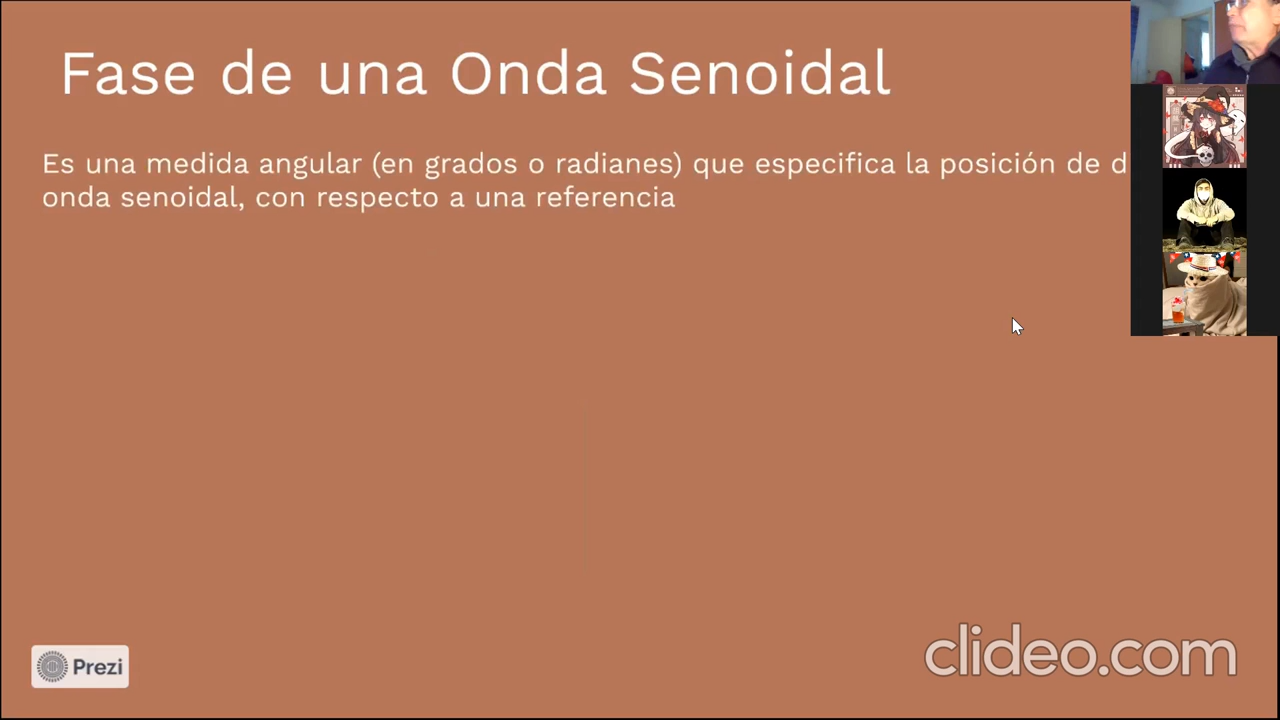 Fase de una Onda Senoidal
Es una medida angular (en grados o radianes) que especifica la posición de d
onda senoidal, con respecto a una referencia
Prezi
clideo.com